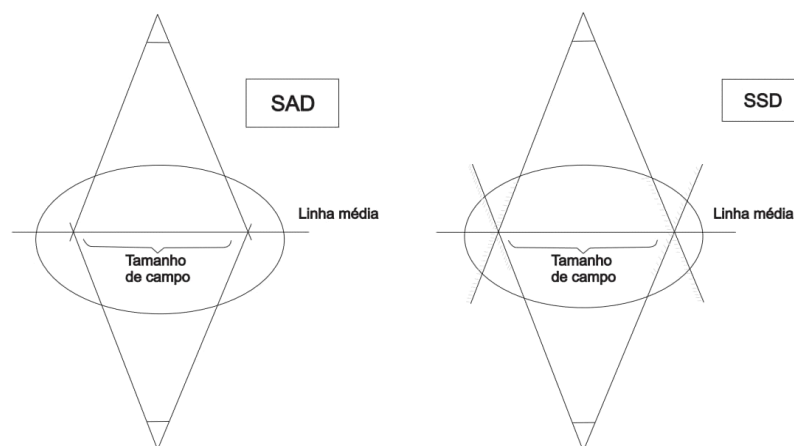 SAD
SSD
Linha média
Linha média
Tamanho
de campo
Tamanho
de campo